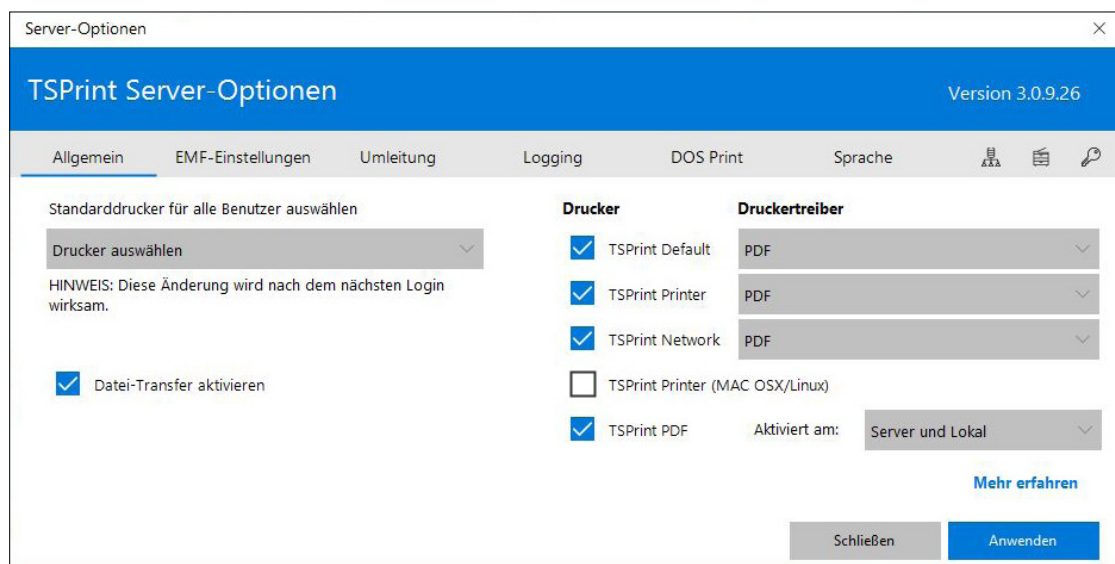 Server-Optionen
TSPrint Server-Optionen
Version 3.0.9.26
Allgemein EMF-Einstellungen Umleitung Logging DOS Print Sprache
Standarddrucker für alle Benutzer auswählen
Drucker auswählen
HINWEIS: Diese Änderung wird nach dem nächsten Login
wirksam.
Datei-Transfer aktivieren
Drucker Druckertreiber
TSPrint Default PDF
TSPrint Printer PDF
TSPrint Network PDF
TSPrint Printer (MAC OSX/Linux)
TSPrint PDF Aktiviert am: Server und Lokal
Mehr erfahren
Schließen Anwenden